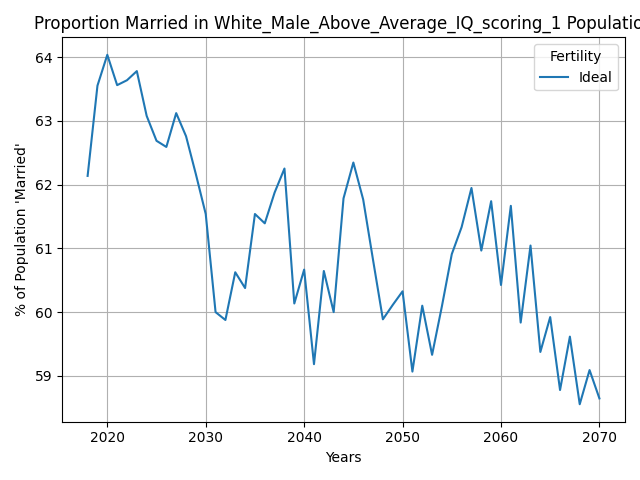 Proportion Married in White_Male_Above_Average_IQ_scoring_1 Populatio
Fertility
Ideal
% of Population 'Married'
64
63
62
61
60
59
2020 2030 2040 2050 2060 2070
Years